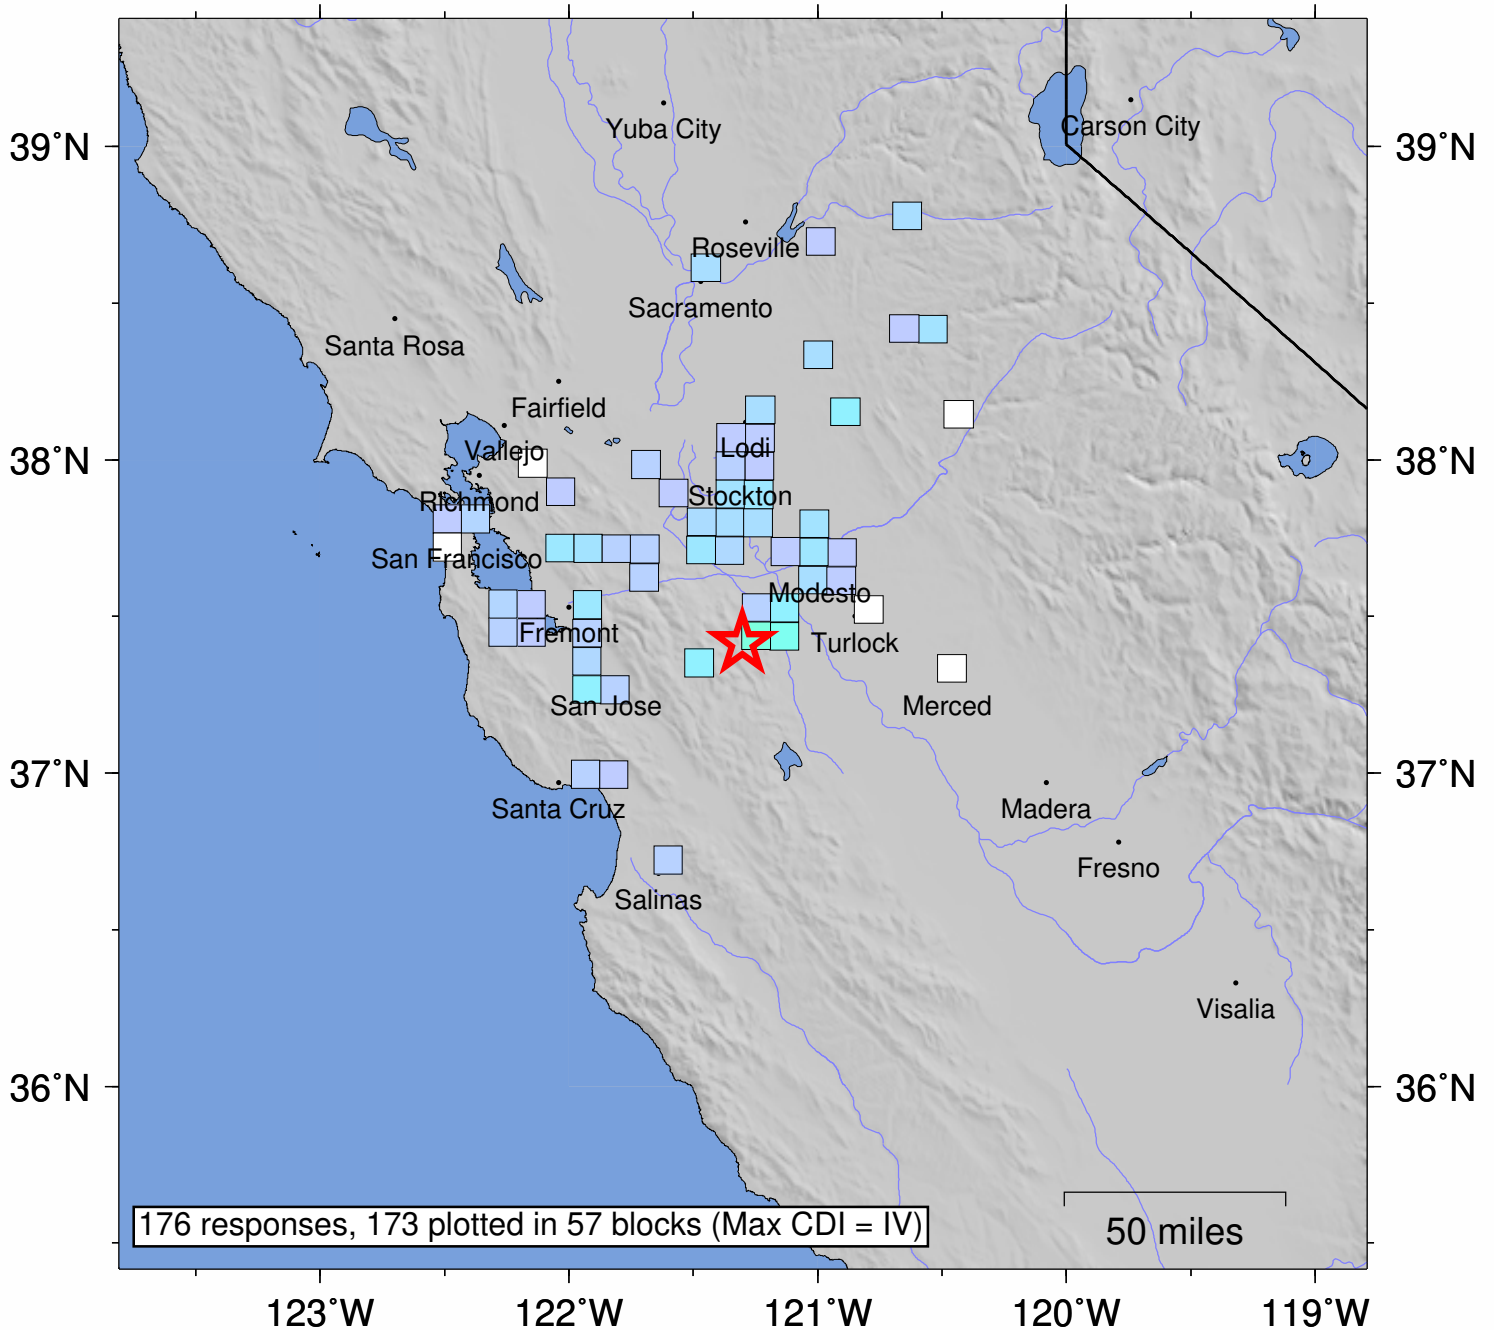 Yuba City
Carson City
39˚N
39˚N
Roseville
Sacramento
Santa Rosa
Fairfield
Vallejo
Lodi
38˚N
38˚N
Richmond
Stockton
San Francisco
Modesto
Fremont
Turlock
San Jose
Merced
37˚N
37˚N
Santa Cruz
Madera
Fresno
Salinas
Visalia
36˚N
36˚N
176 responses, 173 plotted in 57 blocks (Max CDI = IV)
50 miles
123˚W
122˚W
121˚W
120˚W
119˚W